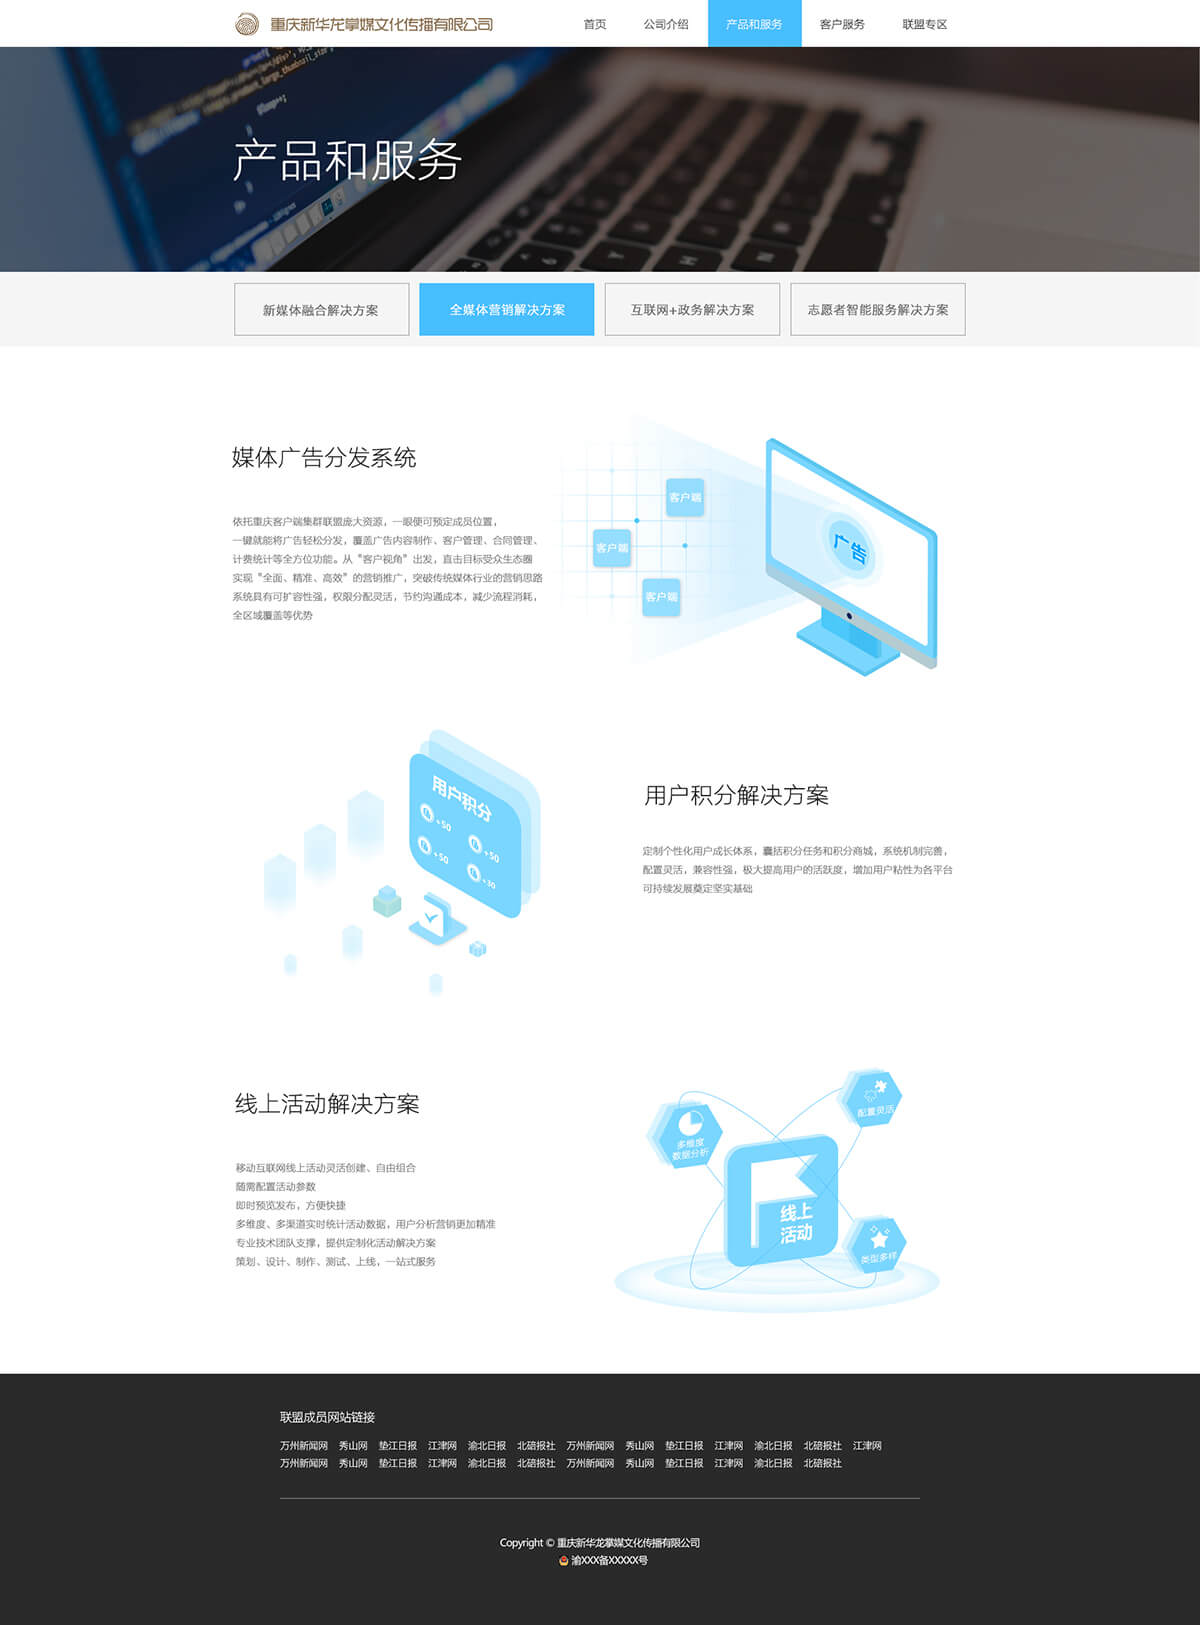 重庆新华龙掌媒文化传播有限公司
首页 公司介绍 产品和服务 客户服务 联盟专区
产品和服务
新媒体融合解决方案 全媒体营销解决方案 互联网+政务解决方案 志愿者智能服务解决方案
媒体广告分发系统
依托重庆客户端集群联盟庞大资源，一眼便可预定成员位置，
一键就能将广告轻松分发，覆盖广告内容制作、客户管理、合同管理、
计费统计等全方位功能。从“客户视角”出发，直击目标受众生态圈
实现“全面、精准、高效”的营销推广，突破传统媒体行业的营销思路
系统具有可扩容性强，权限分配灵活，节约沟通成本，减少流程消耗，
全区域覆盖等优势
客户端
客户端
客户端
广告
用户积分
+50
+50
+50
+50
用户积分解决方案
定制个性化用户成长体系，囊括积分任务和积分商城，系统机制完善，
配置灵活，兼容性强，极大提高用户的活跃度，增加用户粘性为各平台
可持续发展奠定坚实基础
线上活动解决方案
移动互联网线上活动灵活创建、自由组合
随需配置活动参数
即时预览发布，方便快捷
多维度、多渠道实时统计活动数据，用户分析营销更加精准
专业技术团队支撑，提供定制化活动解决方案
策划、设计、制作、测试、上线，一站式服务
配置灵活
多维度
数据分析
线上
活动
类型多样
联盟成员网站链接
万州新闻网 秀山网 垫江日报 江津网 渝北日报 北碚报社 万州新闻网 秀山网 垫江日报 江津网 渝北日报 北碚报社 江津网
万州新闻网 秀山网 垫江日报 江津网 渝北日报 北碚报社 万州新闻网 秀山网 垫江日报 江津网 渝北日报 北碚报社
Copyright © 重庆新华龙掌媒文化传播有限公司
渝XXX备XXXXX号